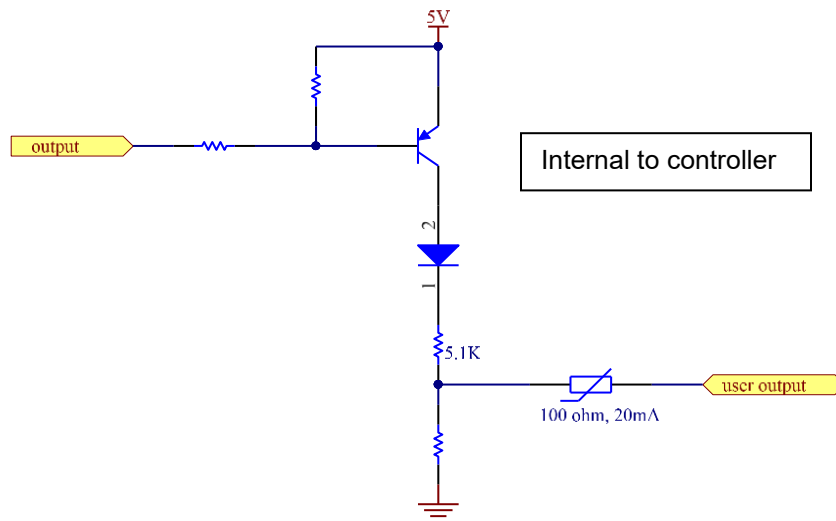 5V
output
Internal to controller
2
1
5.1K
user output
100 ohm, 20mA